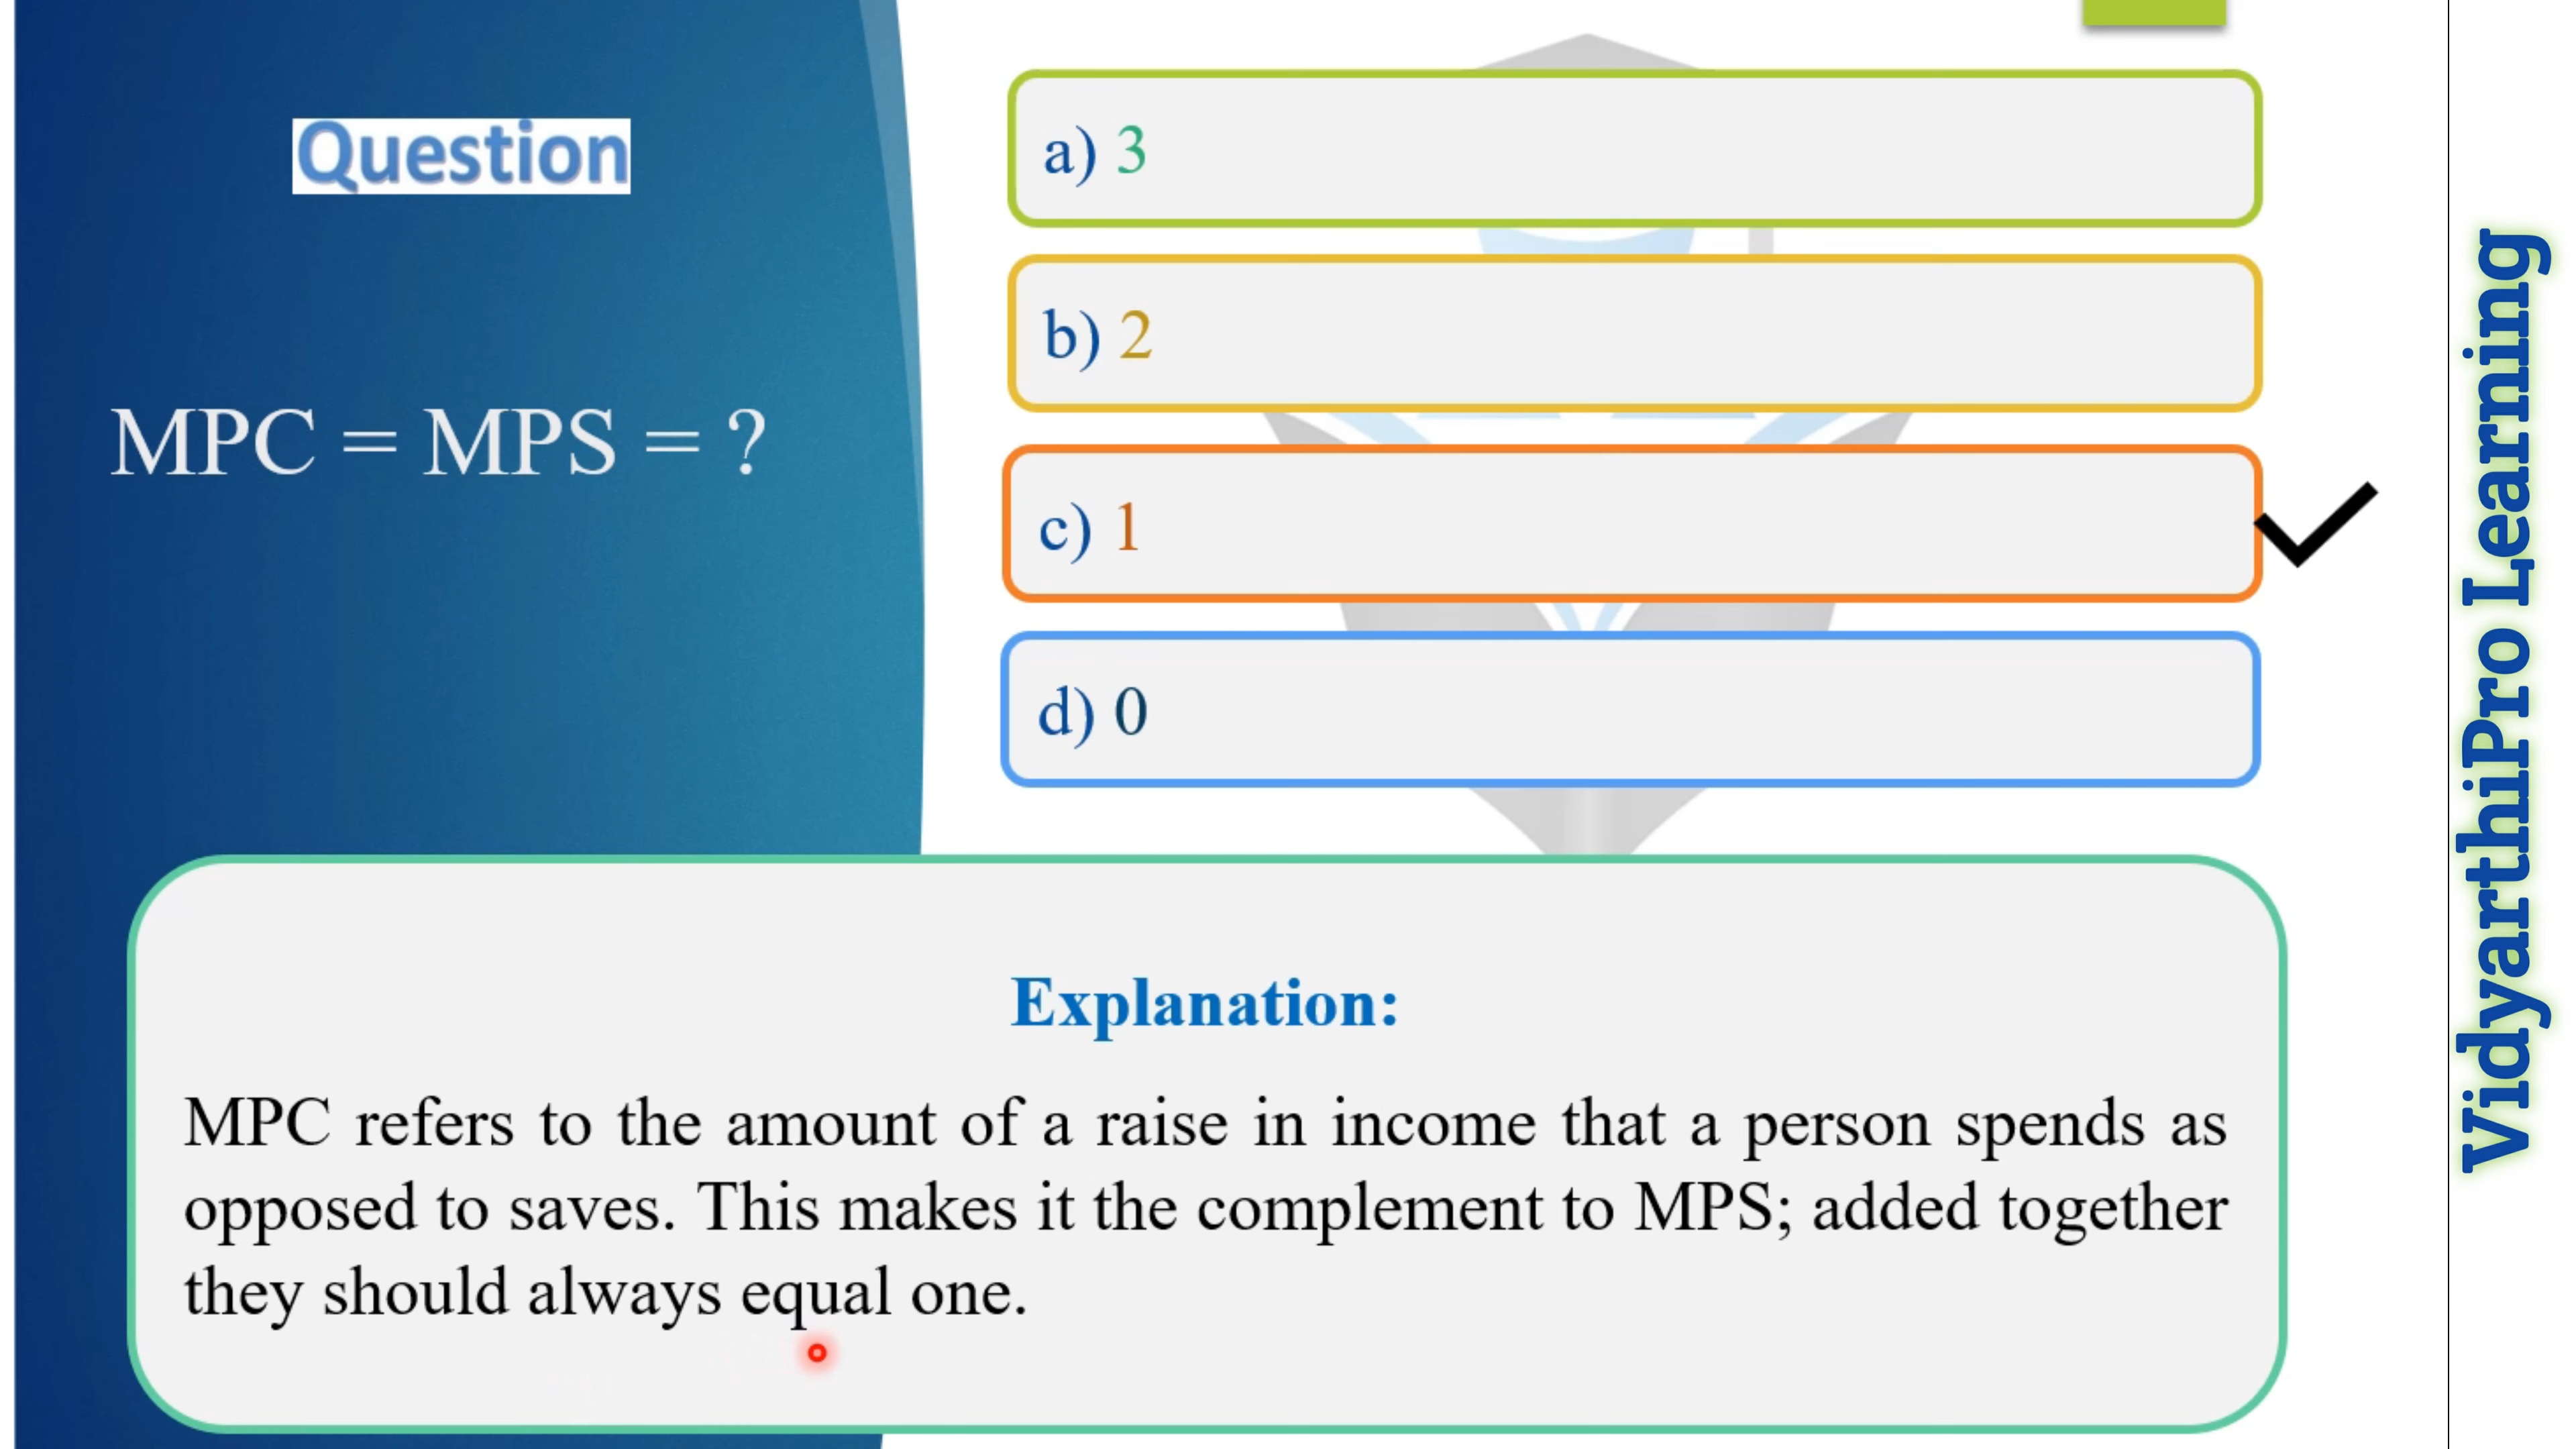 Question
MPC = MPS = ?
a) 3
b) 2
c) 1
d) 0
Explanation:
MPC refers to the amount of a raise in income that a person spends as
opposed to saves. This makes it the complement to MPS; added together
they should always equal one.
VidyarthiPro Learning